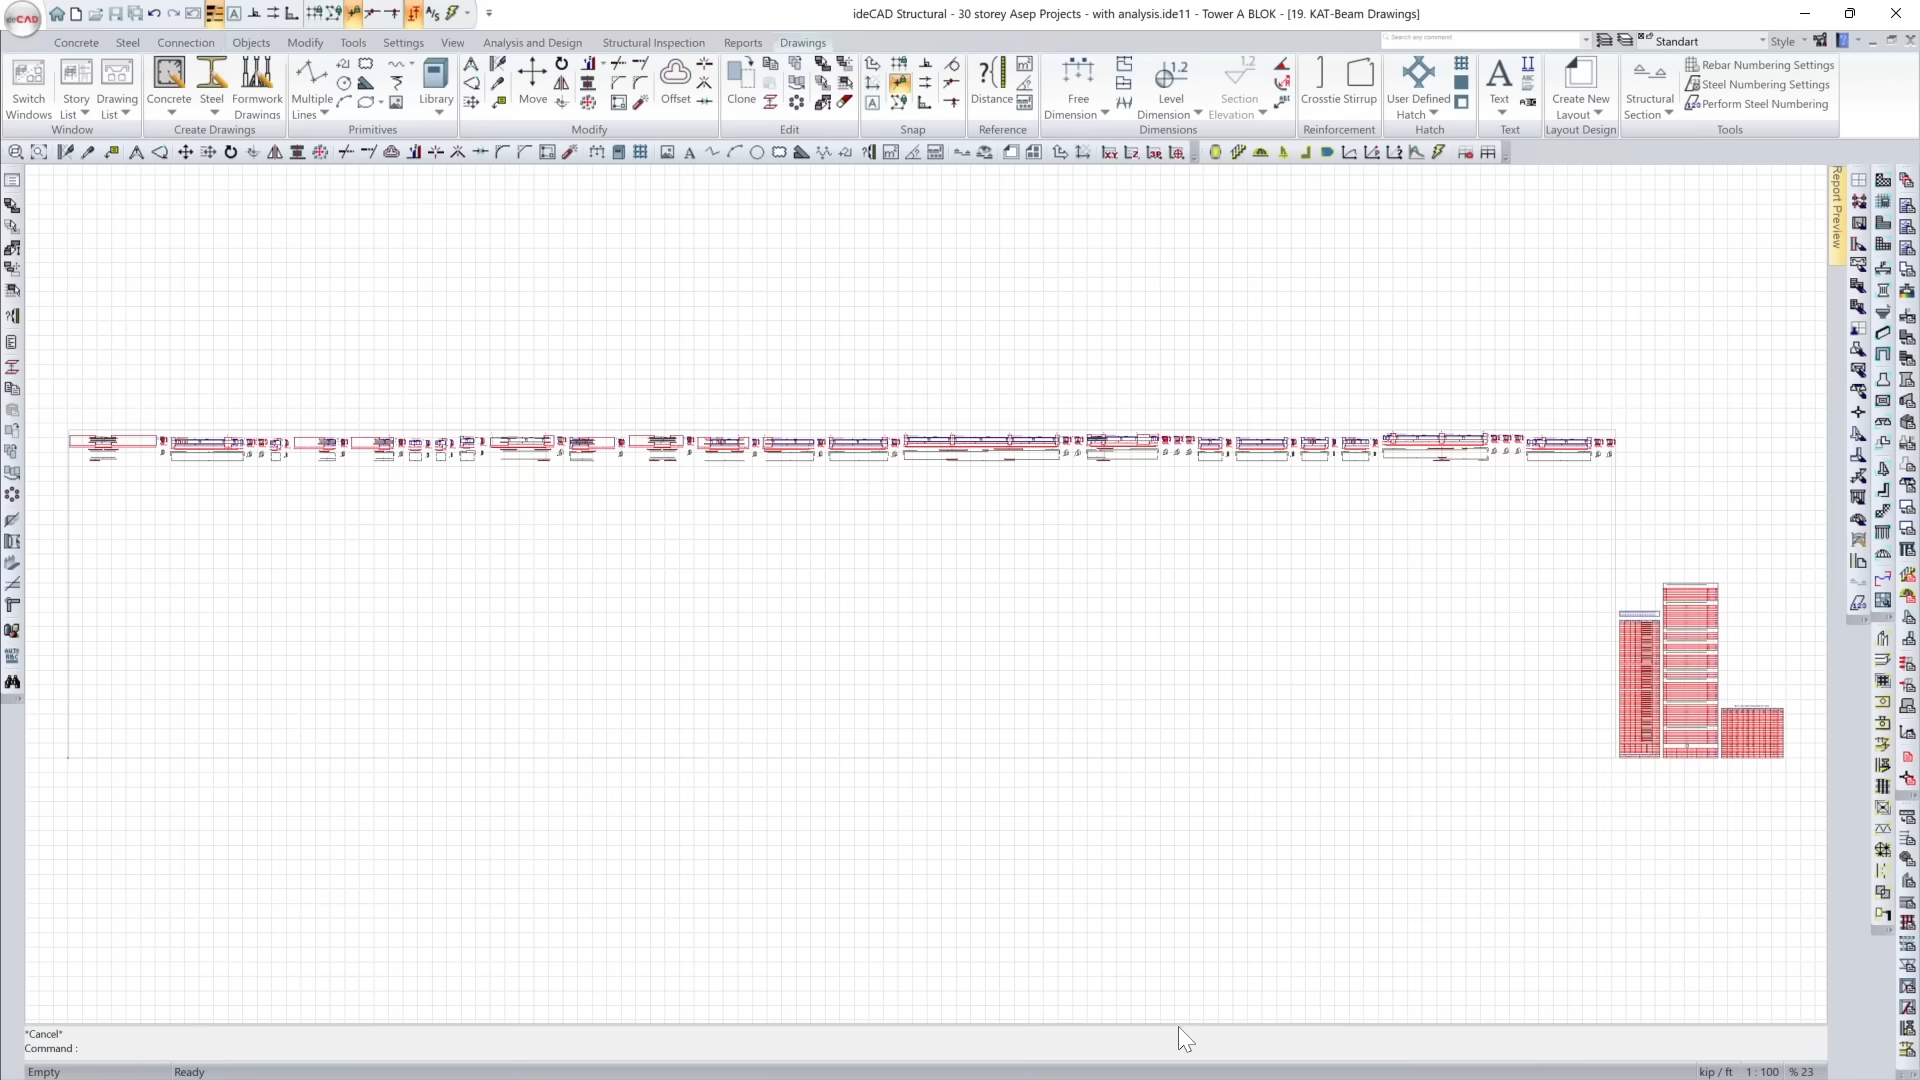 ideCAD
ideCAD Structural - 30 storey Asep Projects - with analysis.ide11 - Tower A BLOK - [19. KAT-Beam Drawings]
Concrete Steel Connection Objects Modify Tools Settings View Analysis and Design Structural Inspection Reports Drawings
Search any command
Standart
Style
Switch Windows
Story List
Drawing List
Window
Concrete
Steel
Formwork Drawings
Create Drawings
Multiple Lines
Library
Primitives
Move
Offset
Modify
Clone
Edit
Snap
Distance
Reference
Free Dimension
Level Dimension
Section Elevation
Dimensions
Crosstie
Stirrup
Reinforcement
User Defined Hatch
Hatch
Text
Text
Create New Layout
Layout Design
Structural Section
Rebar Numbering Settings
Steel Numbering Settings
Perform Steel Numbering
Tools
Report Preview
*Cancel*
Command :
Empty
Ready
kip / ft
1 : 100
% 23